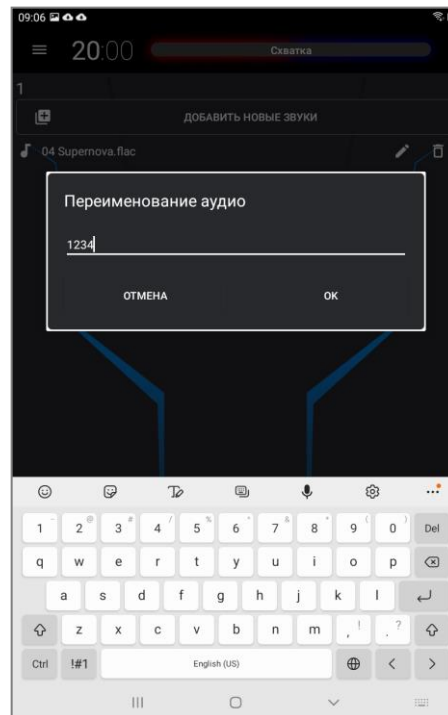 09:06
20:00 Схватка
1
ДОБАВИТЬ НОВЫЕ ЗВУКИ
04 Supernova.flac
Переименование аудио
1234
ОТМЕНА OK
1 2 3 4 5 6 7 8 9 0 Del
q w e r t y u i o p
a s d f g h j k l
z x c v b n m , ! . ?
Ctrl !#1 English (US) < >